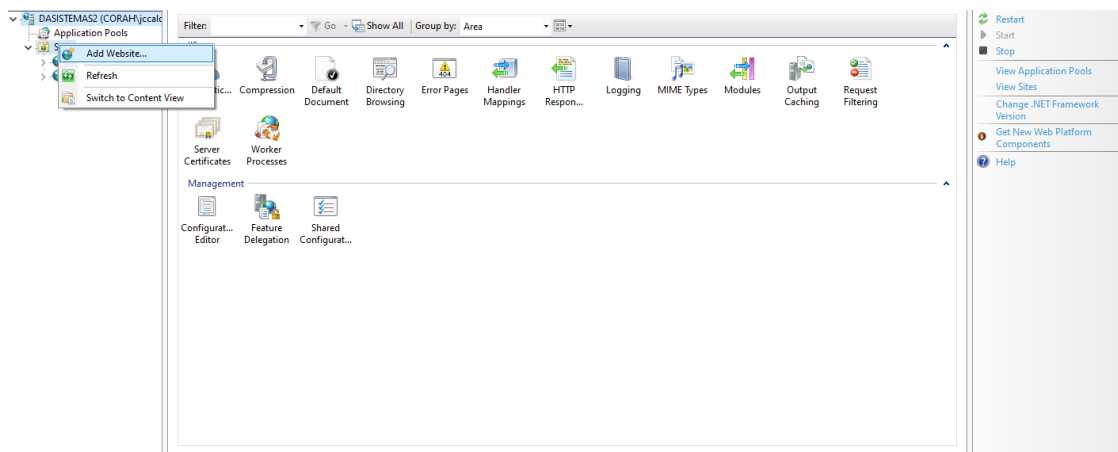 DASISTEMAS2 (CORAH\jccalc
Application Pools
Add Website...
Refresh
Switch to Content View
Filter:
Go
Show All
Group by:
Area
Compression
Default
Document
Directory
Browsing
Error Pages
Handler
Mappings
HTTP
Respon...
Logging
MIME Types
Modules
Output
Caching
Request
Filtering
Server
Certificates
Worker
Processes
Management
Configurat...
Editor
Feature
Delegation
Shared
Configurat...
Restart
Start
Stop
View Application Pools
View Sites
Change .NET Framework
Version
Get New Web Platform
Components
Help